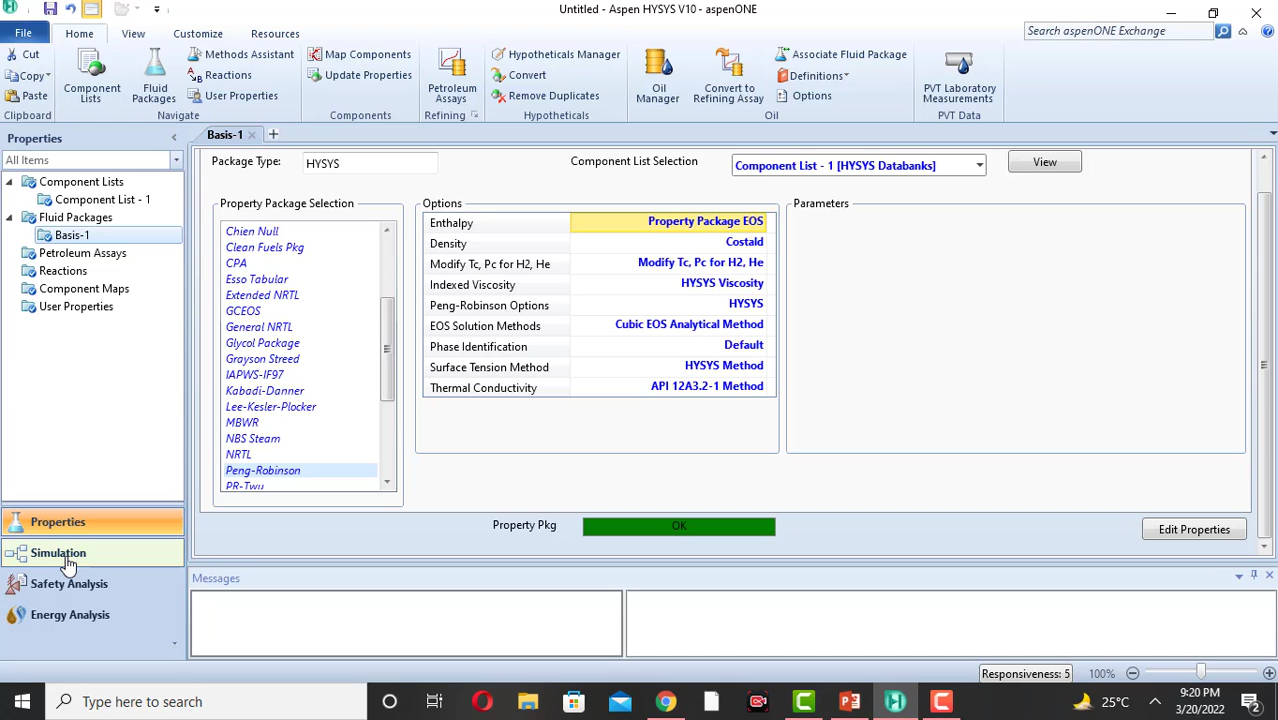 Untitled - Aspen HYSYS V10 - aspenONE
File
Home
View
Customize
Resources
Search aspenONE Exchange
Cut
Copy
Paste
Clipboard
Component Lists
Fluid Packages
Methods Assistant
Reactions
User Properties
Navigate
Map Components
Update Properties
Components
Petroleum Assays
Refining
Hypotheticals Manager
Convert
Remove Duplicates
Hypotheticals
Oil Manager
Convert to Refining Assay
Associate Fluid Package
Definitions
Options
Oil
PVT Laboratory Measurements
PVT Data
Properties
All Items
Component Lists
Component List - 1
Fluid Packages
Basis-1
Petroleum Assays
Reactions
Component Maps
User Properties
Properties
Simulation
Safety Analysis
Energy Analysis
Basis-1
Package Type:
HYSYS
Component List Selection
Component List - 1 [HYSYS Databanks]
View
Property Package Selection
Chien Null
Clean Fuels Pkg
CPA
Esso Tabular
Extended NRTL
GCEOS
General NRTL
Glycol Package
Grayson Streed
IAPWS-IF97
Kabadi-Danner
Lee-Kesler-Plocker
MBWR
NBS Steam
NRTL
Peng-Robinson
PR-Twu
Options
Enthalpy Property Package EOS
Density Costald
Modify Tc, Pc for H2, He Modify Tc, Pc for H2, He
Indexed Viscosity HYSYS Viscosity
Peng-Robinson Options HYSYS
EOS Solution Methods Cubic EOS Analytical Method
Phase Identification Default
Surface Tension Method HYSYS Method
Thermal Conductivity API 12A3.2-1 Method
Parameters
Property Pkg
OK
Edit Properties
Messages
Responsiveness: 5
100%
Type here to search
25°C
9:20 PM
3/20/2022
2